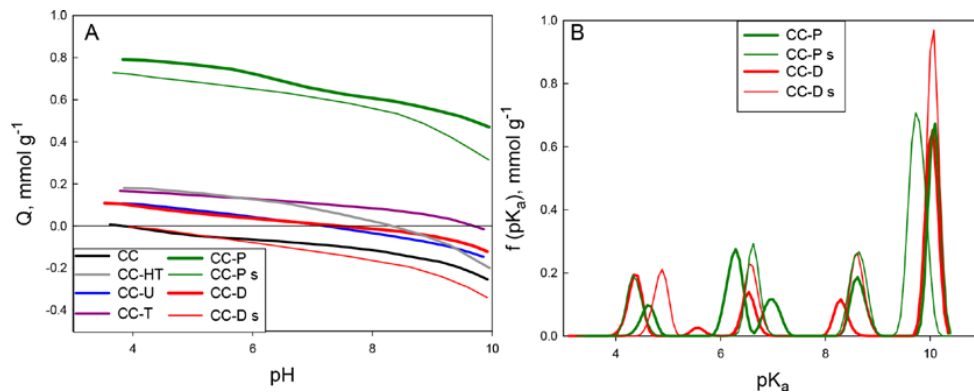 A
Q, mmol g-1
1.0
0.8
0.6
0.4
0.2
0.0
-0.2
-0.4
CC
CC-HT
CC-U
CC-T
CC-P
CC-P s
CC-D
CC-D s
4
6
8
10
pH
B
f (pKa), mmol g-1
1.0
0.8
0.6
0.4
0.2
0.0
CC-P
CC-P s
CC-D
CC-D s
4
6
8
10
pKa